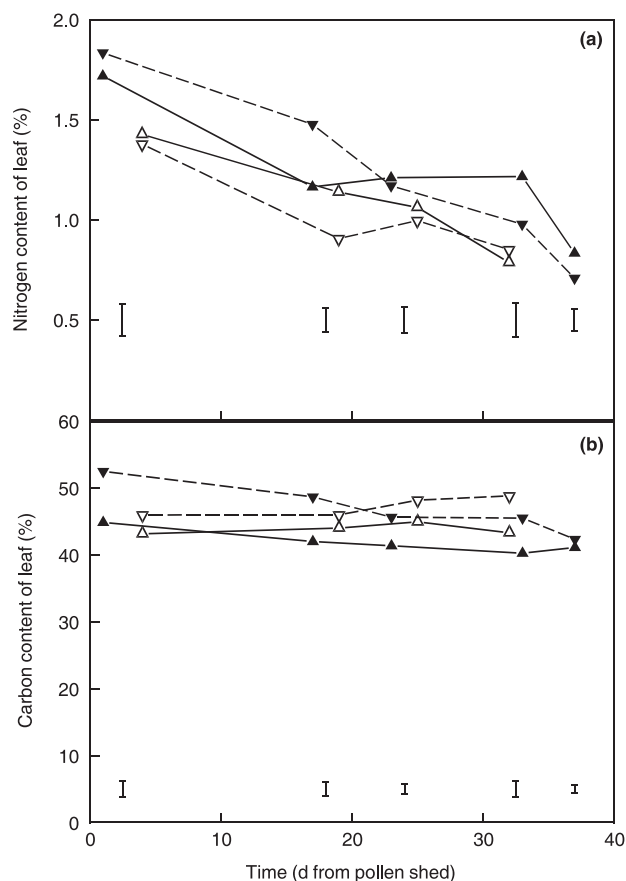 2.0
(a)
1.5
1.0
0.5
Nitrogen content of leaf (%)
60
(b)
50
40
30
20
10
0
Carbon content of leaf (%)
0 10 20 30 40
Time (d from pollen shed)